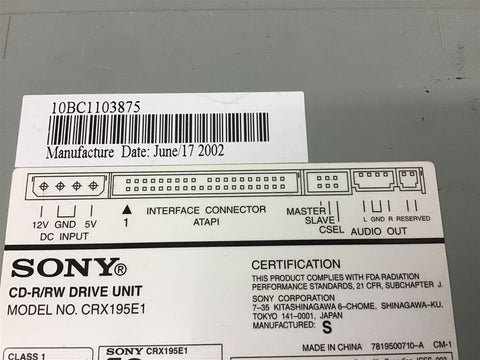 10BC1103875
Manufacture Date: June/17 2002
12V GND 5V
DC INPUT
1
INTERFACE CONNECTOR
ATAPI
MASTER
SLAVE
CSEL
L GND R RESERVED
AUDIO OUT
SONY®
CD-R/RW DRIVE UNIT
MODEL NO. CRX195E1
CERTIFICATION
THIS PRODUCT COMPLIES WITH FDA RADIATION
PERFORMANCE STANDARDS, 21 CFR, SUBCHAPTER J.
SONY CORPORATION
7-35 KITASHINAGAWA 6-CHOME, SHINAGAWA-KU,
TOKYO 141-0001, JAPAN
MANUFACTURED: S
MADE IN CHINA 7819500710-A CM-1
CLASS 1
SONY CRX195E1